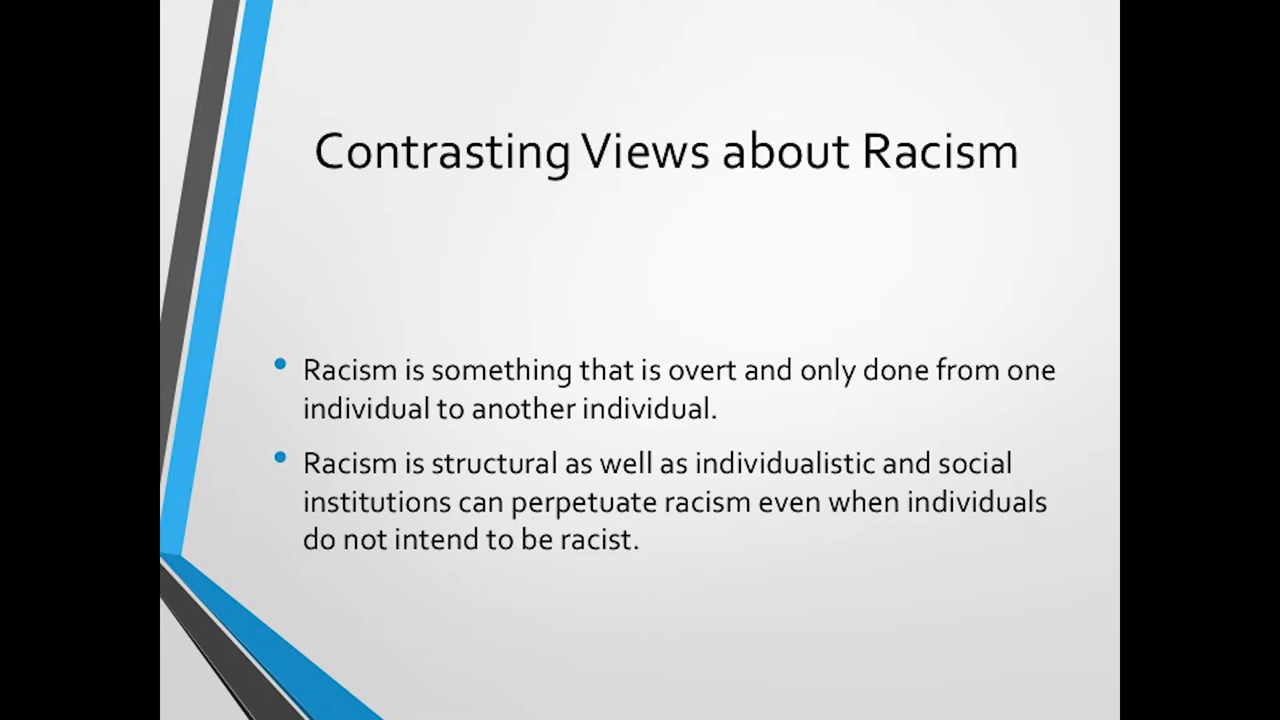 Contrasting Views about Racism
• Racism is something that is overt and only done from one
individual to another individual.
• Racism is structural as well as individualistic and social
institutions can perpetuate racism even when individuals
do not intend to be racist.